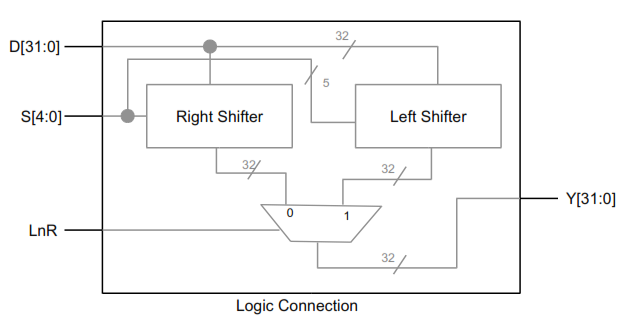 D[31:0]
32
5
S[4:0]
Right Shifter
Left Shifter
32
32
0
1
Y[31:0]
LnR
32
Logic Connection